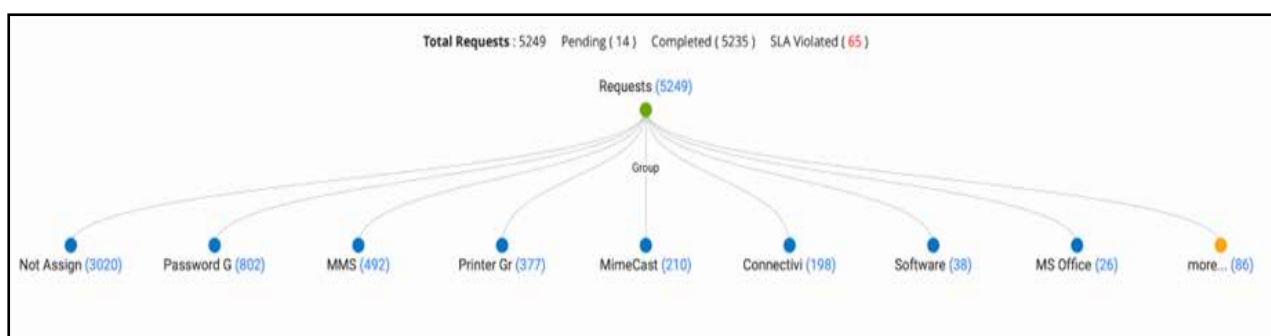 Total Requests : 5249 Pending ( 14 ) Completed ( 5235 ) SLA Violated ( 65 )
Requests (5249)
Group
Not Assign (3020) Password G (802) MMS (492) Printer Gr (377) MimeCast (210) Connectivi (198) Software (38) MS Office (26) more... (86)